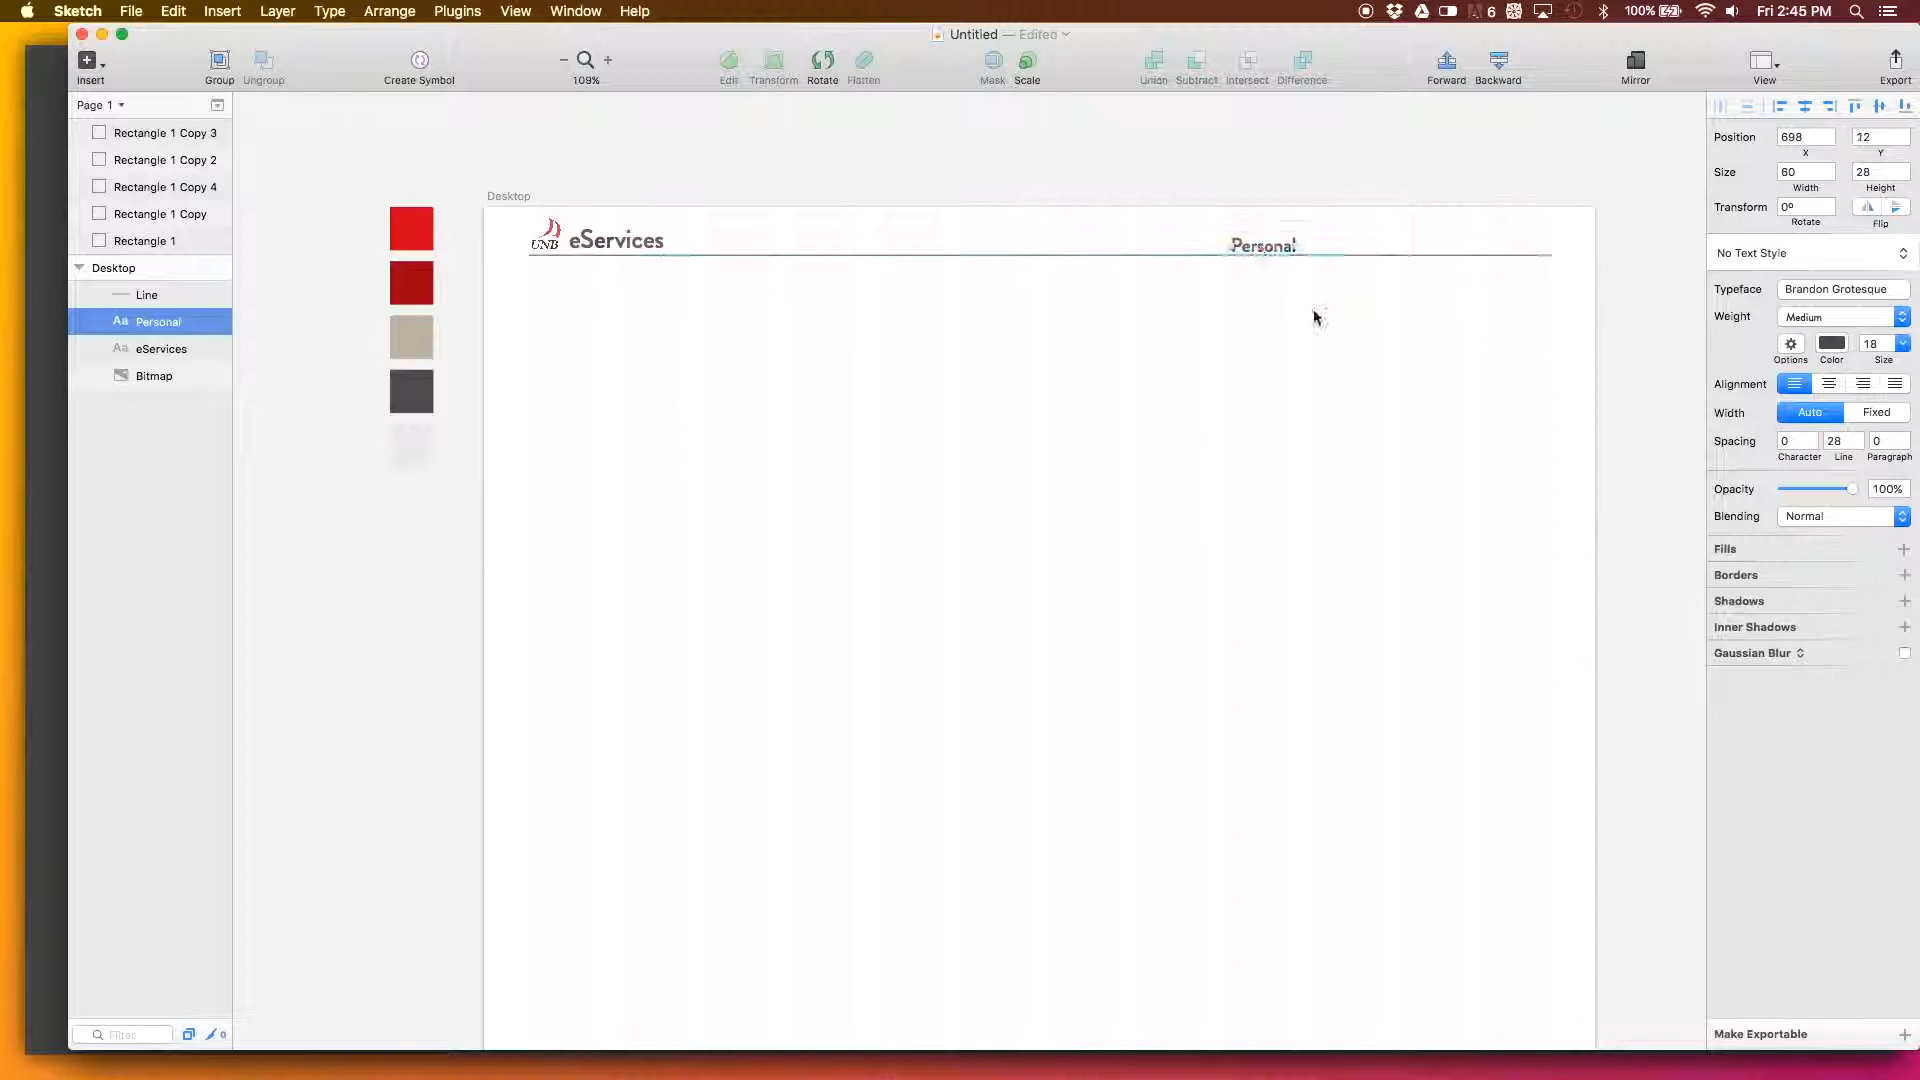 Sketch File Edit Insert Layer Type Arrange Plugins View Window Help 6 100% Fri 2:45 PM
Untitled — Edited
Insert Group Ungroup Create Symbol 109% Edit Transform Rotate Flatten Mask Scale Union Subtract Intersect Difference Forward Backward Mirror View Export
Page 1
Rectangle 1 Copy 3
Rectangle 1 Copy 2
Rectangle 1 Copy 4
Rectangle 1 Copy
Rectangle 1
Desktop
Line
Aa Personal
Aa eServices
Bitmap
Filter 0
Desktop
UNB eServices Personal
Position 698 12
X Y
Size 60 28
Width Height
Transform 0º
Rotate Flip
No Text Style
Typeface Brandon Grotesque
Weight Medium
18
Options Color Size
Alignment
Width Auto Fixed
Spacing 0 28 0
Character Line Paragraph
Opacity 100%
Blending Normal
Fills
Borders
Shadows
Inner Shadows
Gaussian Blur
Make Exportable